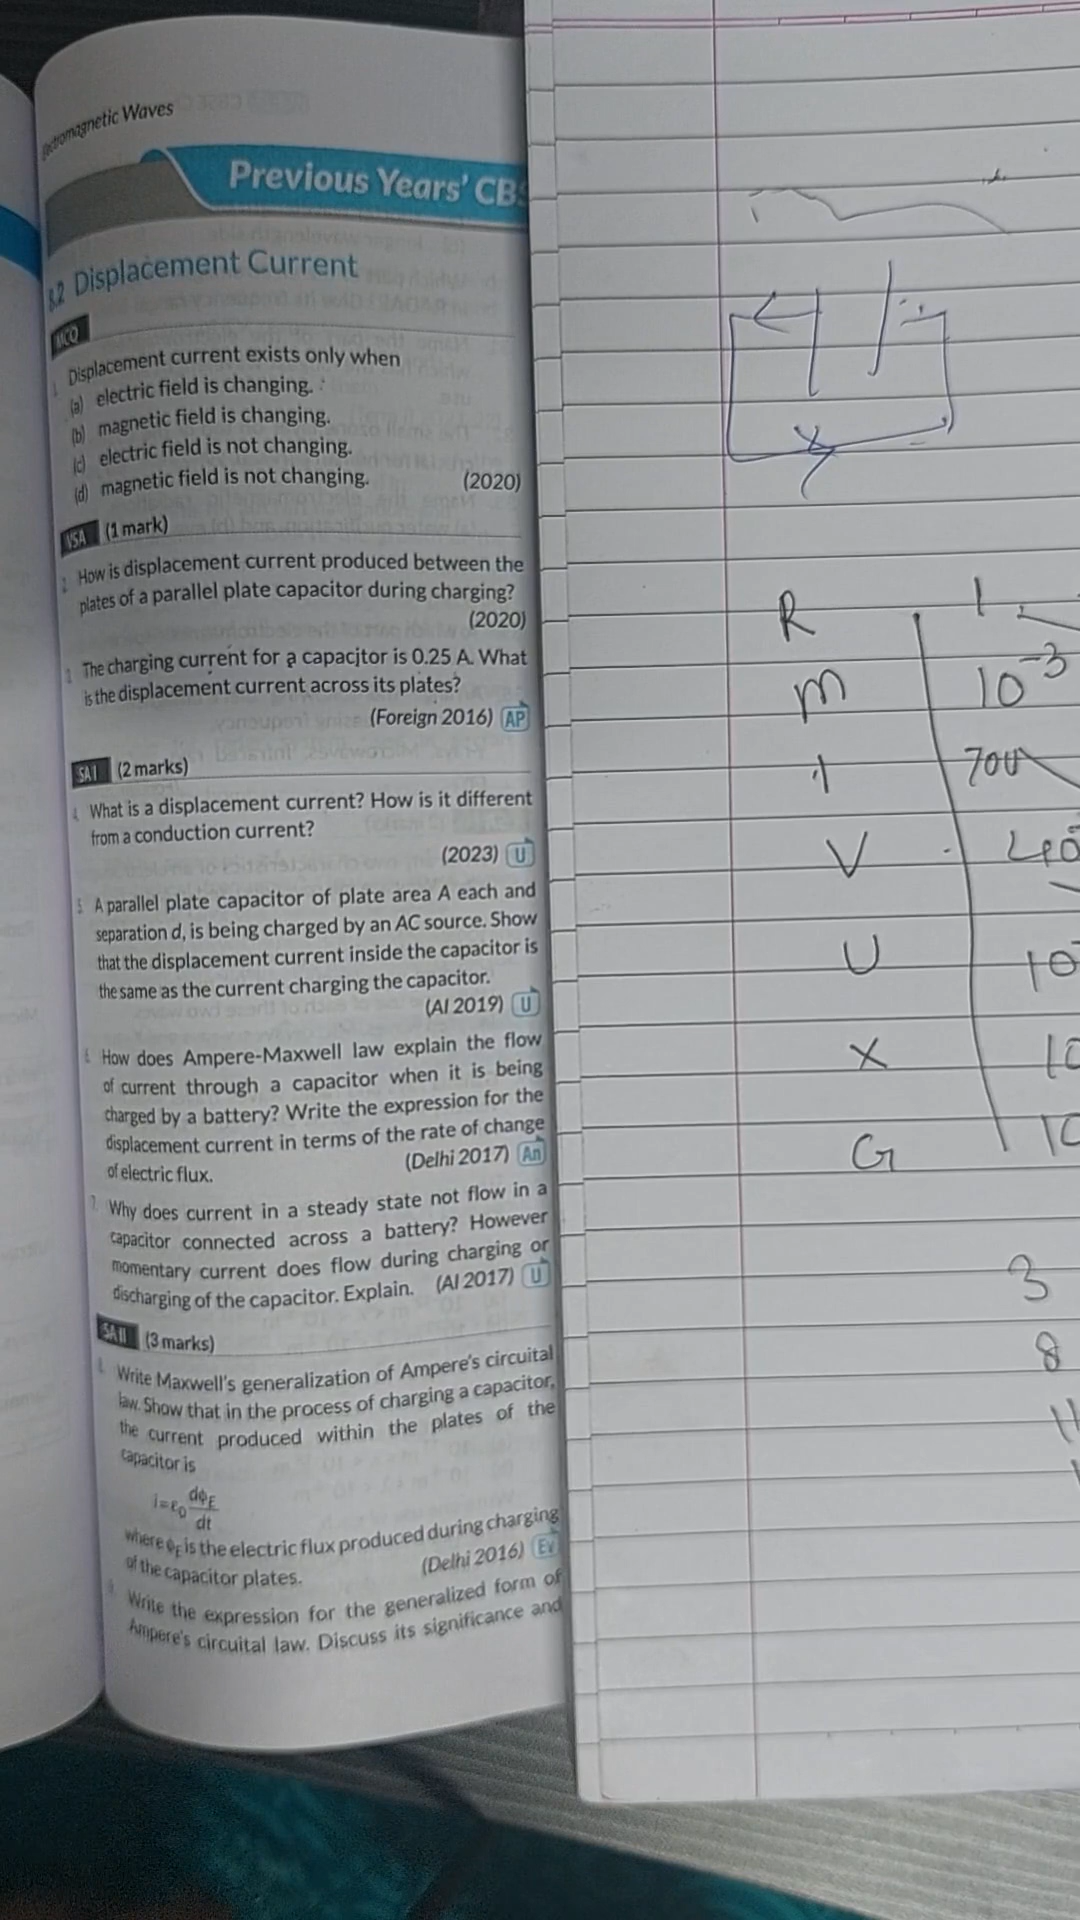 Electromagnetic Waves
Previous Years' CBS
8.2 Displacement Current
MCQ
Displacement current exists only when
(a) electric field is changing.
(b) magnetic field is changing.
(c) electric field is not changing.
(d) magnetic field is not changing. (2020)
VSA (1 mark)
How is displacement current produced between the
plates of a parallel plate capacitor during charging?
(2020)
The charging current for a capacitor is 0.25 A. What
is the displacement current across its plates?
(Foreign 2016) AP
SA I (2 marks)
4. What is a displacement current? How is it different
from a conduction current?
(2023) U
5. A parallel plate capacitor of plate area A each and
separation d, is being charged by an AC source. Show
that the displacement current inside the capacitor is
the same as the current charging the capacitor.
(AI 2019) U
How does Ampere-Maxwell law explain the flow
of current through a capacitor when it is being
charged by a battery? Write the expression for the
displacement current in terms of the rate of change
of electric flux. (Delhi 2017) An
7. Why does current in a steady state not flow in a
capacitor connected across a battery? However
momentary current does flow during charging or
discharging of the capacitor. Explain. (AI 2017) U
SA II (3 marks)
Write Maxwell's generalization of Ampere's circuital
law. Show that in the process of charging a capacitor,
the current produced within the plates of the
capacitor is
i=ε₀ dφE/dt
where φE is the electric flux produced during charging
of the capacitor plates. (Delhi 2016) Ev
Write the expression for the generalized form of
Ampere's circuital law. Discuss its significance and
R 1
m 10⁻³
I 700
V 400
U 10
X 10
G 10
3
8
11